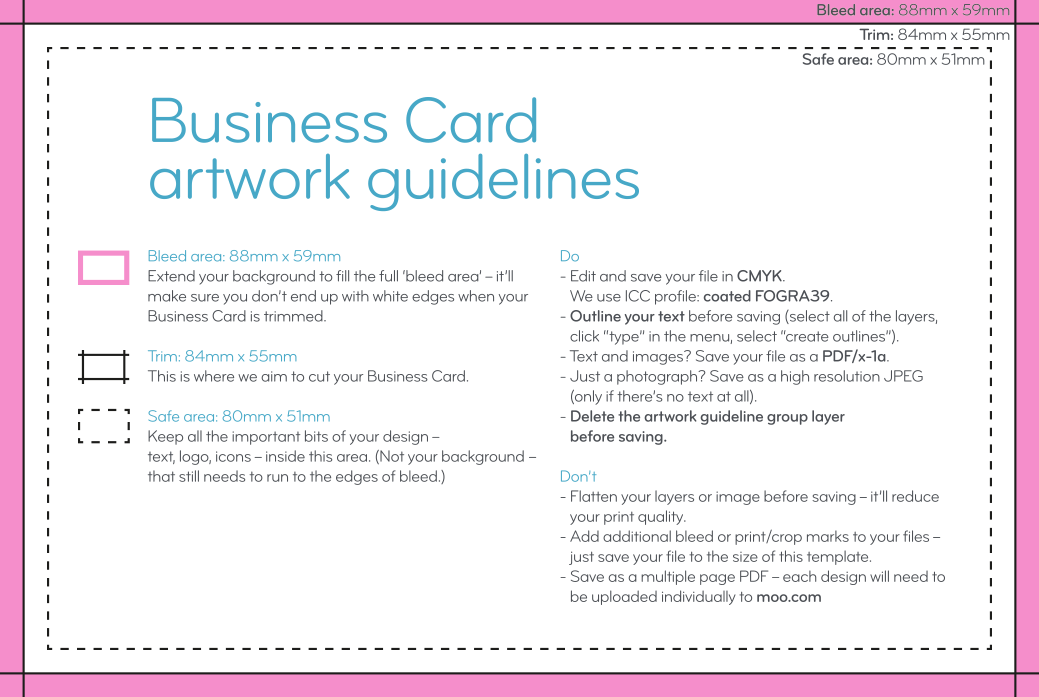 Bleed area: 88mm x 59mm
Trim: 84mm x 55mm
Safe area: 80mm x 51mm
Business Card
artwork guidelines
Bleed area: 88mm x 59mm
Extend your background to fill the full ‘bleed area’ – it’ll
make sure you don’t end up with white edges when your
Business Card is trimmed.
Trim: 84mm x 55mm
This is where we aim to cut your Business Card.
Safe area: 80mm x 51mm
Keep all the important bits of your design –
text, logo, icons – inside this area. (Not your background –
that still needs to run to the edges of bleed.)
Do
- Edit and save your file in CMYK.
We use ICC profile: coated FOGRA39.
- Outline your text before saving (select all of the layers,
click “type” in the menu, select “create outlines”).
- Text and images? Save your file as a PDF/x-1a.
- Just a photograph? Save as a high resolution JPEG
(only if there’s no text at all).
- Delete the artwork guideline group layer
before saving.
Don’t
- Flatten your layers or image before saving – it’ll reduce
your print quality.
- Add additional bleed or print/crop marks to your files –
just save your file to the size of this template.
- Save as a multiple page PDF – each design will need to
be uploaded individually to moo.com